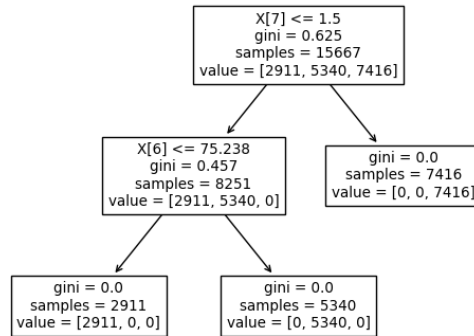 X[7] <= 1.5
gini = 0.625
samples = 15667
value = [2911, 5340, 7416]
X[6] <= 75.238
gini = 0.457
samples = 8251
value = [2911, 5340, 0]
gini = 0.0
samples = 7416
value = [0, 0, 7416]
gini = 0.0
samples = 2911
value = [2911, 0, 0]
gini = 0.0
samples = 5340
value = [0, 5340, 0]